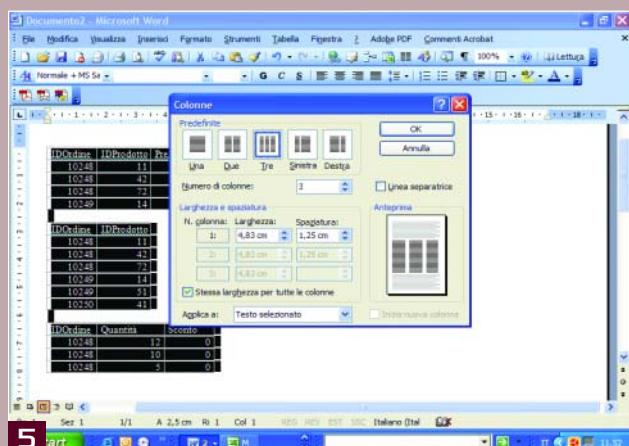 Documento2 - Microsoft Word
File Modifica Visualizza Inserisci Formato Strumenti Tabella Finestra ? Adobe PDF Commenti Acrobat
100% Lettura
Normale + MS Sa G C S
Colonne
Predefinite
Una Due Tre Sinistra Destra
OK
Annulla
Numero di colonne: 3
Linea separatrice
Larghezza e spaziatura
N. colonna: Larghezza: Spaziatura:
1: 4,83 cm 1,25 cm
2: 4,83 cm 1,25 cm
3: 4,83 cm
Stessa larghezza per tutte le colonne
Anteprima
Applica a: Testo selezionato
Inizia nuova colonna
IDOrdine IDProdotto Pre
10248 11
10248 42
10248 72
10249 14
IDOrdine IDProdotto
10248 11
10248 42
10248 72
10249 14
10249 51
10250 41
IDOrdine Quantità Sconto
10248 12 0
10248 10 0
10248 5 0
Sez 1 1/1 A 2,5 cm Ri 1 Col 1 REG REV EST SSC Italiano (Ital
5
start 2 M IT 11.52